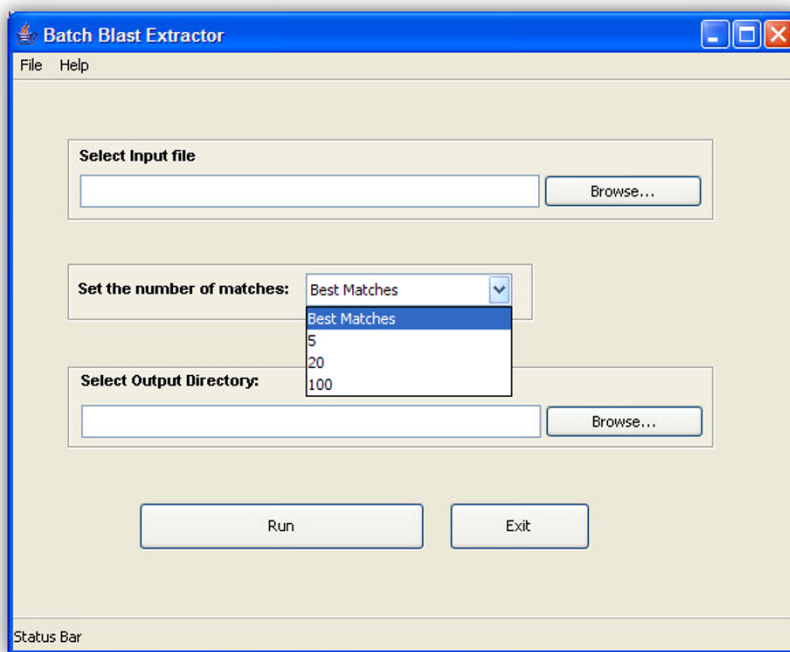 Batch Blast Extractor
File Help
Select Input file
Browse...
Set the number of matches: Best Matches
Best Matches
5
20
100
Select Output Directory:
Browse...
Run Exit
Status Bar